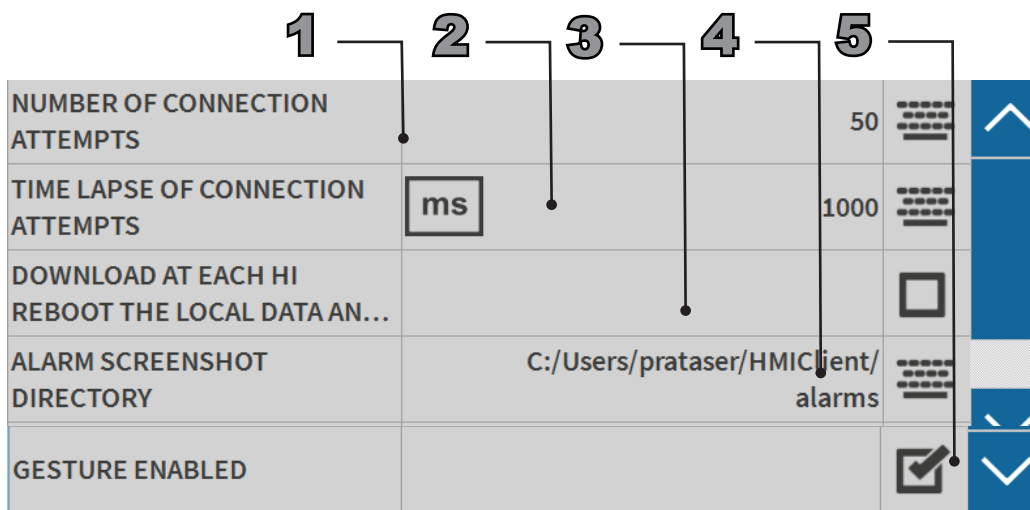 1 2 3 4 5
NUMBER OF CONNECTION
ATTEMPTS
50
TIME LAPSE OF CONNECTION
ATTEMPTS
ms
1000
DOWNLOAD AT EACH HI
REBOOT THE LOCAL DATA AN...
ALARM SCREENSHOT
DIRECTORY
C:/Users/prataser/HMIClient/
alarms
GESTURE ENABLED